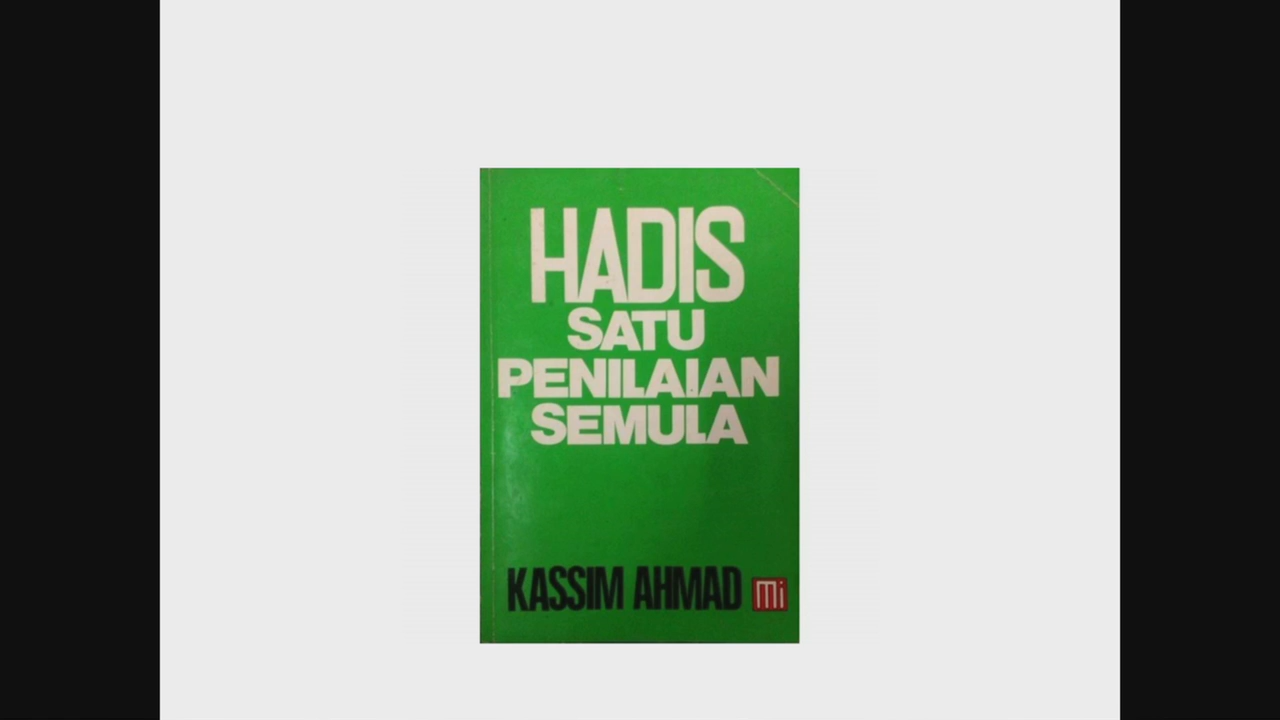 HADIS
SATU
PENILAIAN
SEMULA
KASSIM AHMAD mi